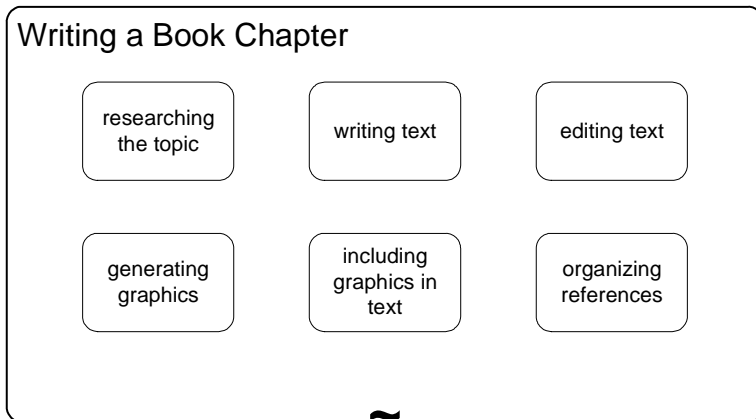 Writing a Book Chapter
researching
the topic
writing text
editing text
generating
graphics
including
graphics in
text
organizing
references
~